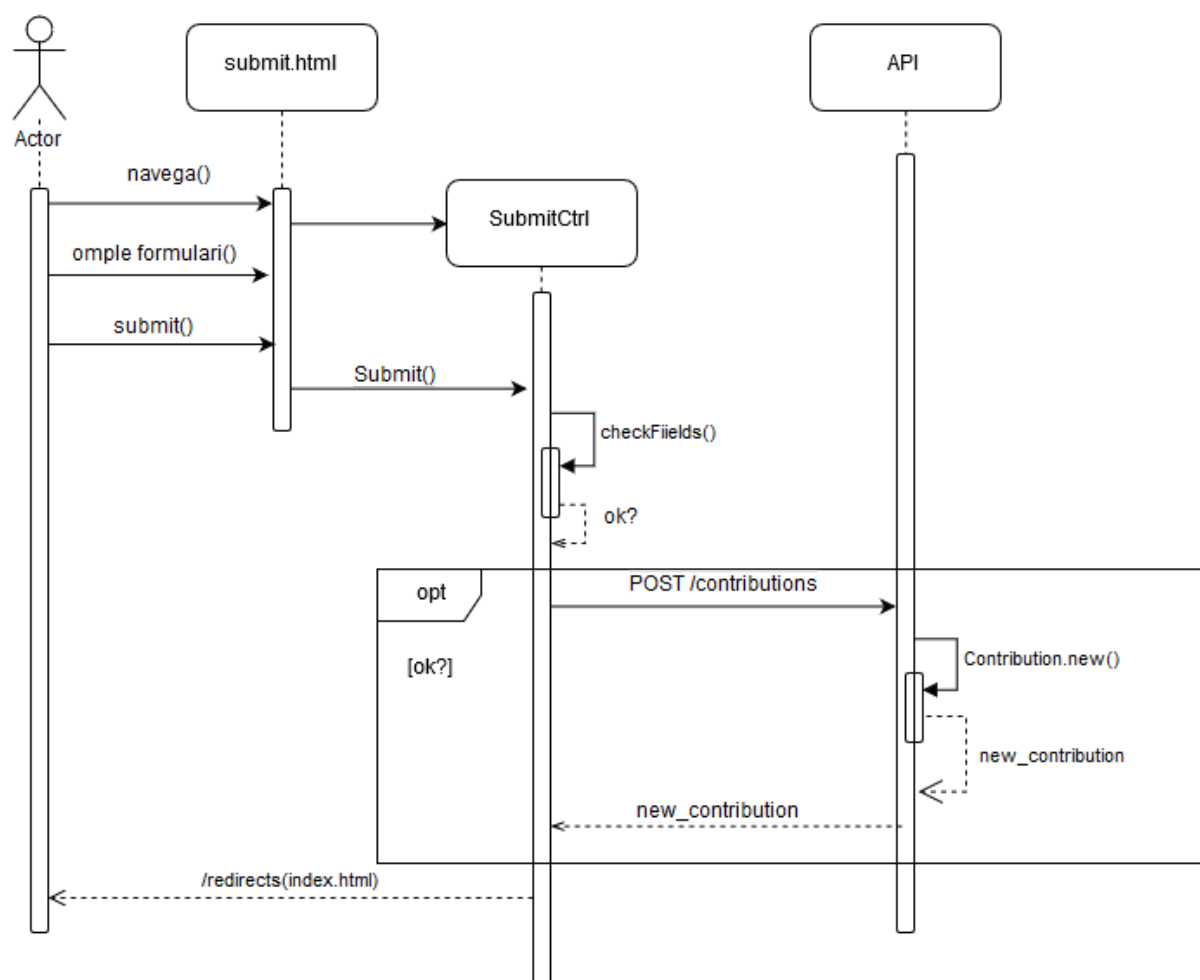 submit.html
API
Actor
navega()
SubmitCtrl
omple formulari()
submit()
Submit()
checkFiields()
ok?
opt
POST /contributions
[ok?]
Contribution.new()
new_contribution
new_contribution
/redirects(index.html)